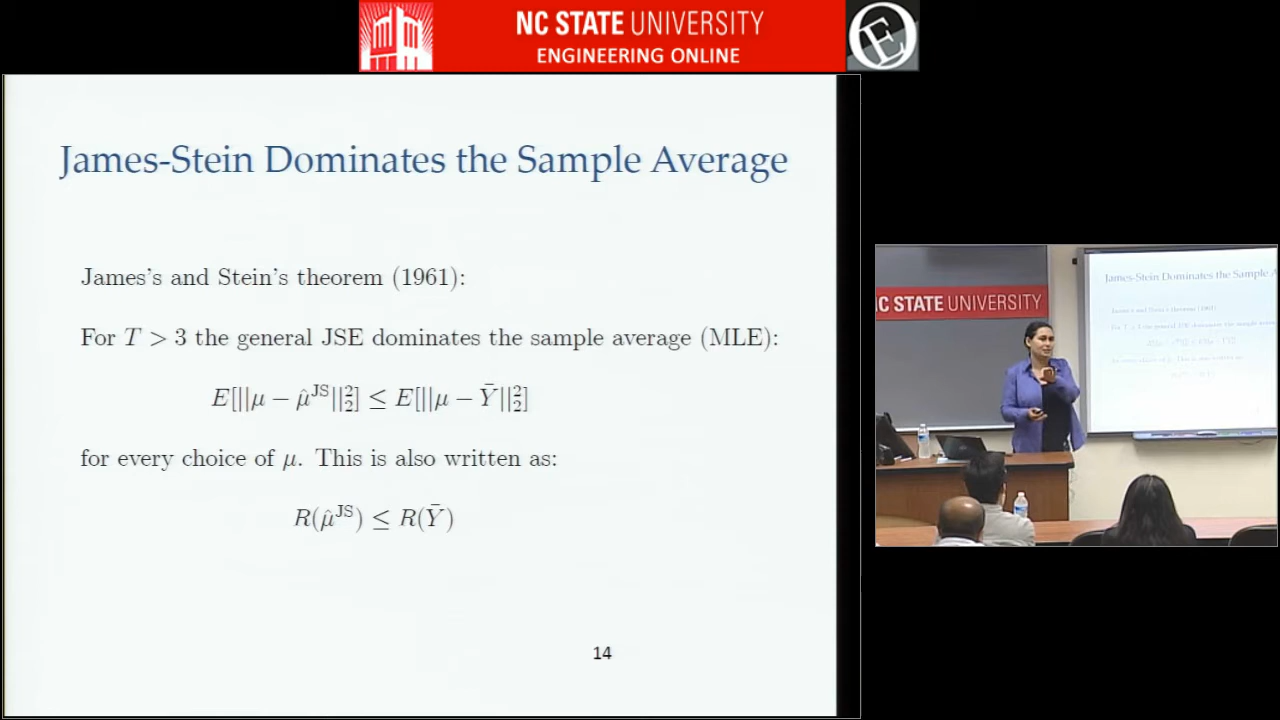 NC STATE UNIVERSITY
ENGINEERING ONLINE
James-Stein Dominates the Sample Average
James's and Stein's theorem (1961):
For T > 3 the general JSE dominates the sample average (MLE):
E[||μ − μ̂^JS||₂²] ≤ E[||μ − Ȳ||₂²]
for every choice of μ. This is also written as:
R(μ̂^JS) ≤ R(Ȳ)
14
NC STATE UNIVERSITY
James-Stein Dominates the Sample